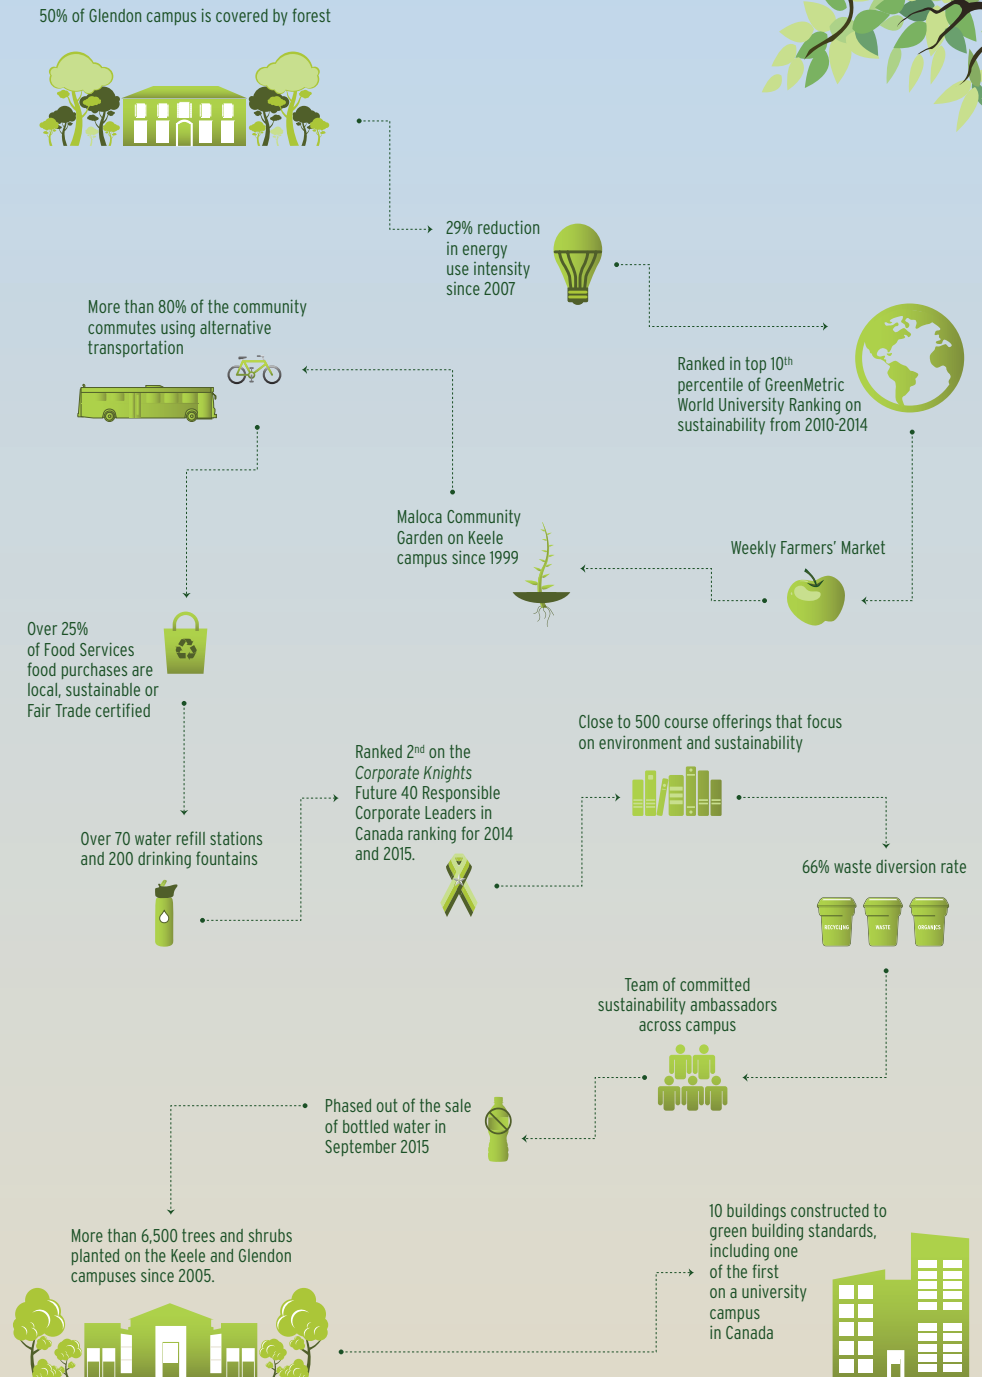 50% of Glendon campus is covered by forest
29% reduction
in energy
use intensity
since 2007
Ranked in top 10th
percentile of GreenMetric
World University Ranking on
sustainability from 2010-2014
Weekly Farmers’ Market
Maloca Community
Garden on Keele
campus since 1999
More than 80% of the community
commutes using alternative
transportation
Over 25%
of Food Services
food purchases are
local, sustainable or
Fair Trade certified
Over 70 water refill stations
and 200 drinking fountains
Ranked 2nd on the
Corporate Knights
Future 40 Responsible
Corporate Leaders in
Canada ranking for 2014
and 2015.
Close to 500 course offerings that focus
on environment and sustainability
66% waste diversion rate
RECYCLING
WASTE
ORGANICS
Team of committed
sustainability ambassadors
across campus
Phased out of the sale
of bottled water in
September 2015
More than 6,500 trees and shrubs
planted on the Keele and Glendon
campuses since 2005.
10 buildings constructed to
green building standards,
including one
of the first
on a university
campus
in Canada